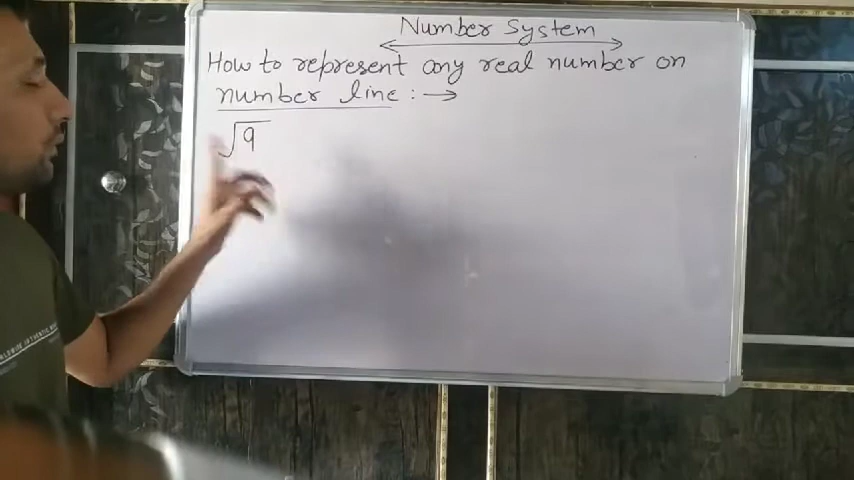 Number System
How to represent any real number on
number line : →
√9